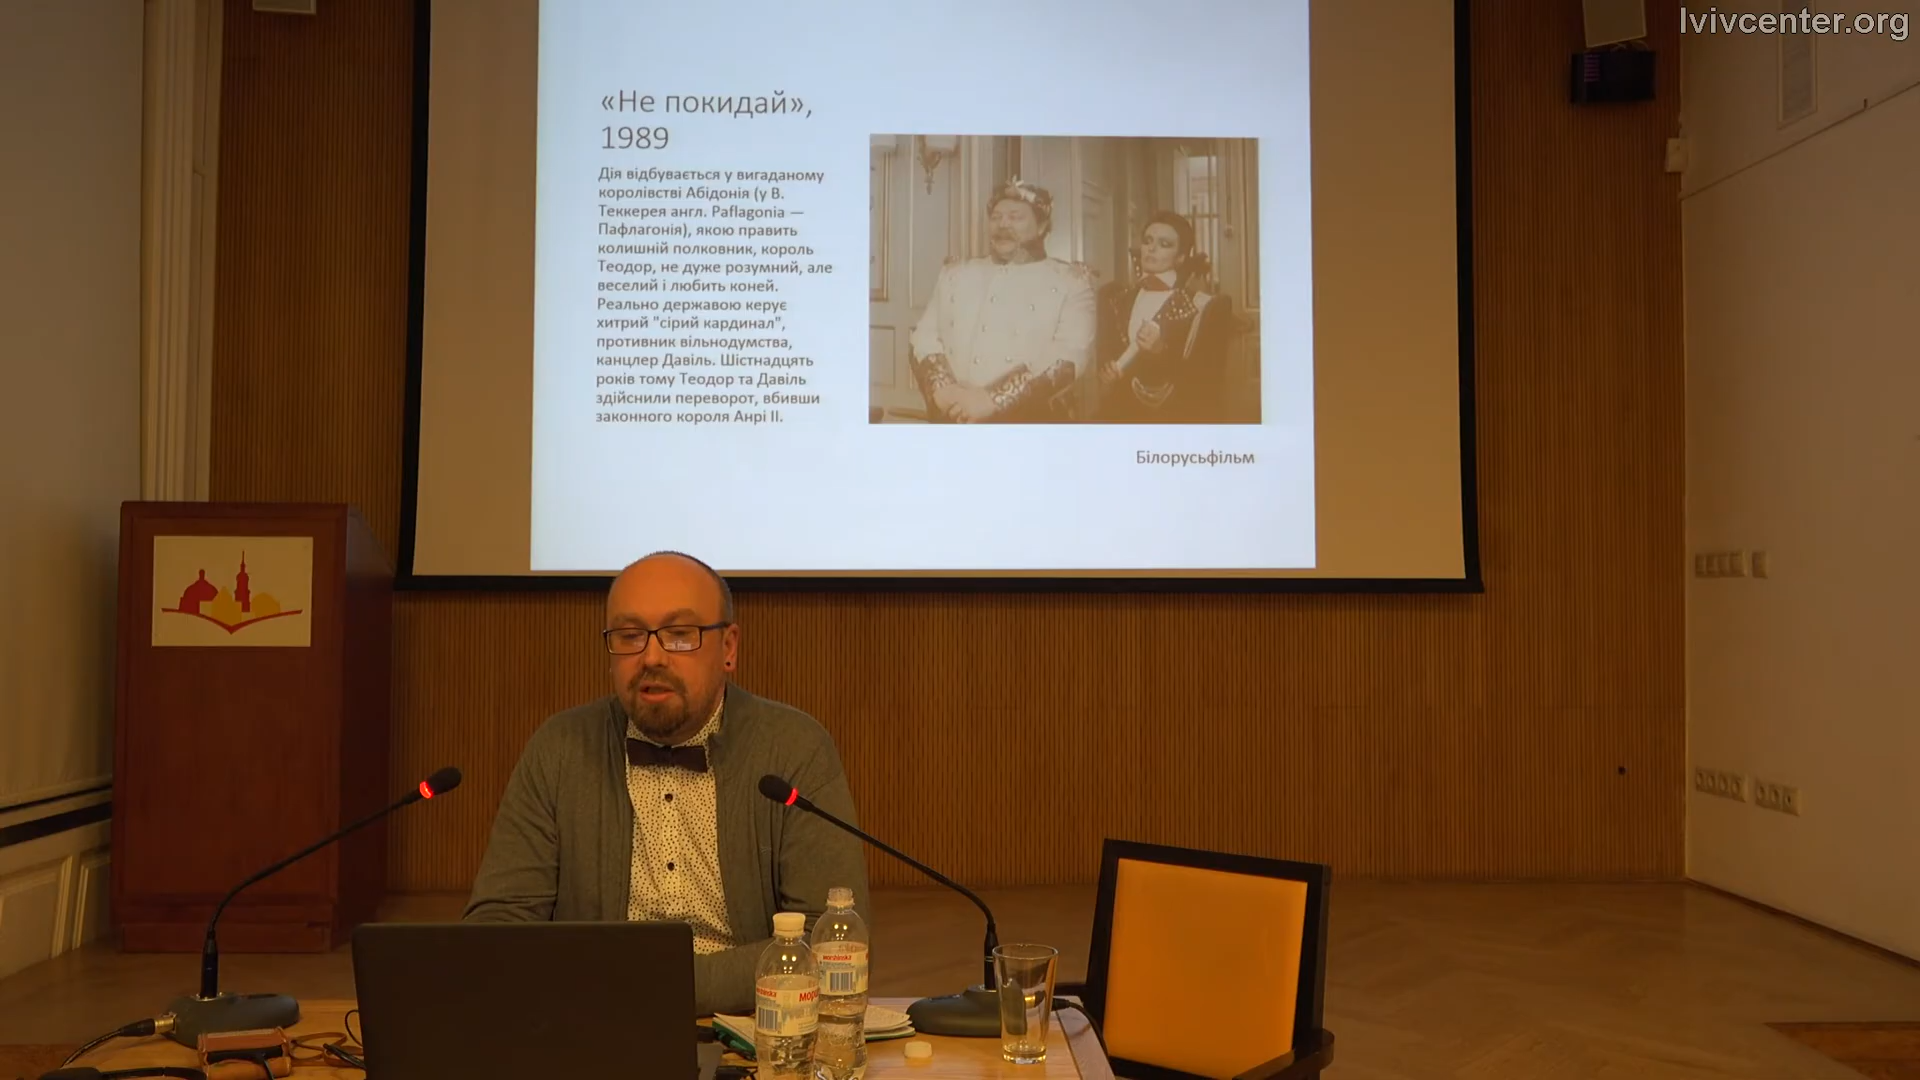 lvivcenter.org
«Не покидай»,
1989
Дія відбувається у вигаданому
королівстві Абідонія (у В.
Теккерея англ. Paflagonia —
Пафлагонія), якою править
колишній полковник, король
Теодор, не дуже розумний, але
веселий і любить коней.
Реально державою керує
хитрий "сірий кардинал",
противник вільнодумства,
канцлер Давіль. Шістнадцять
років тому Теодор та Давіль
здійснили переворот, вбивши
законного короля Анрі II.
Білорусьфільм